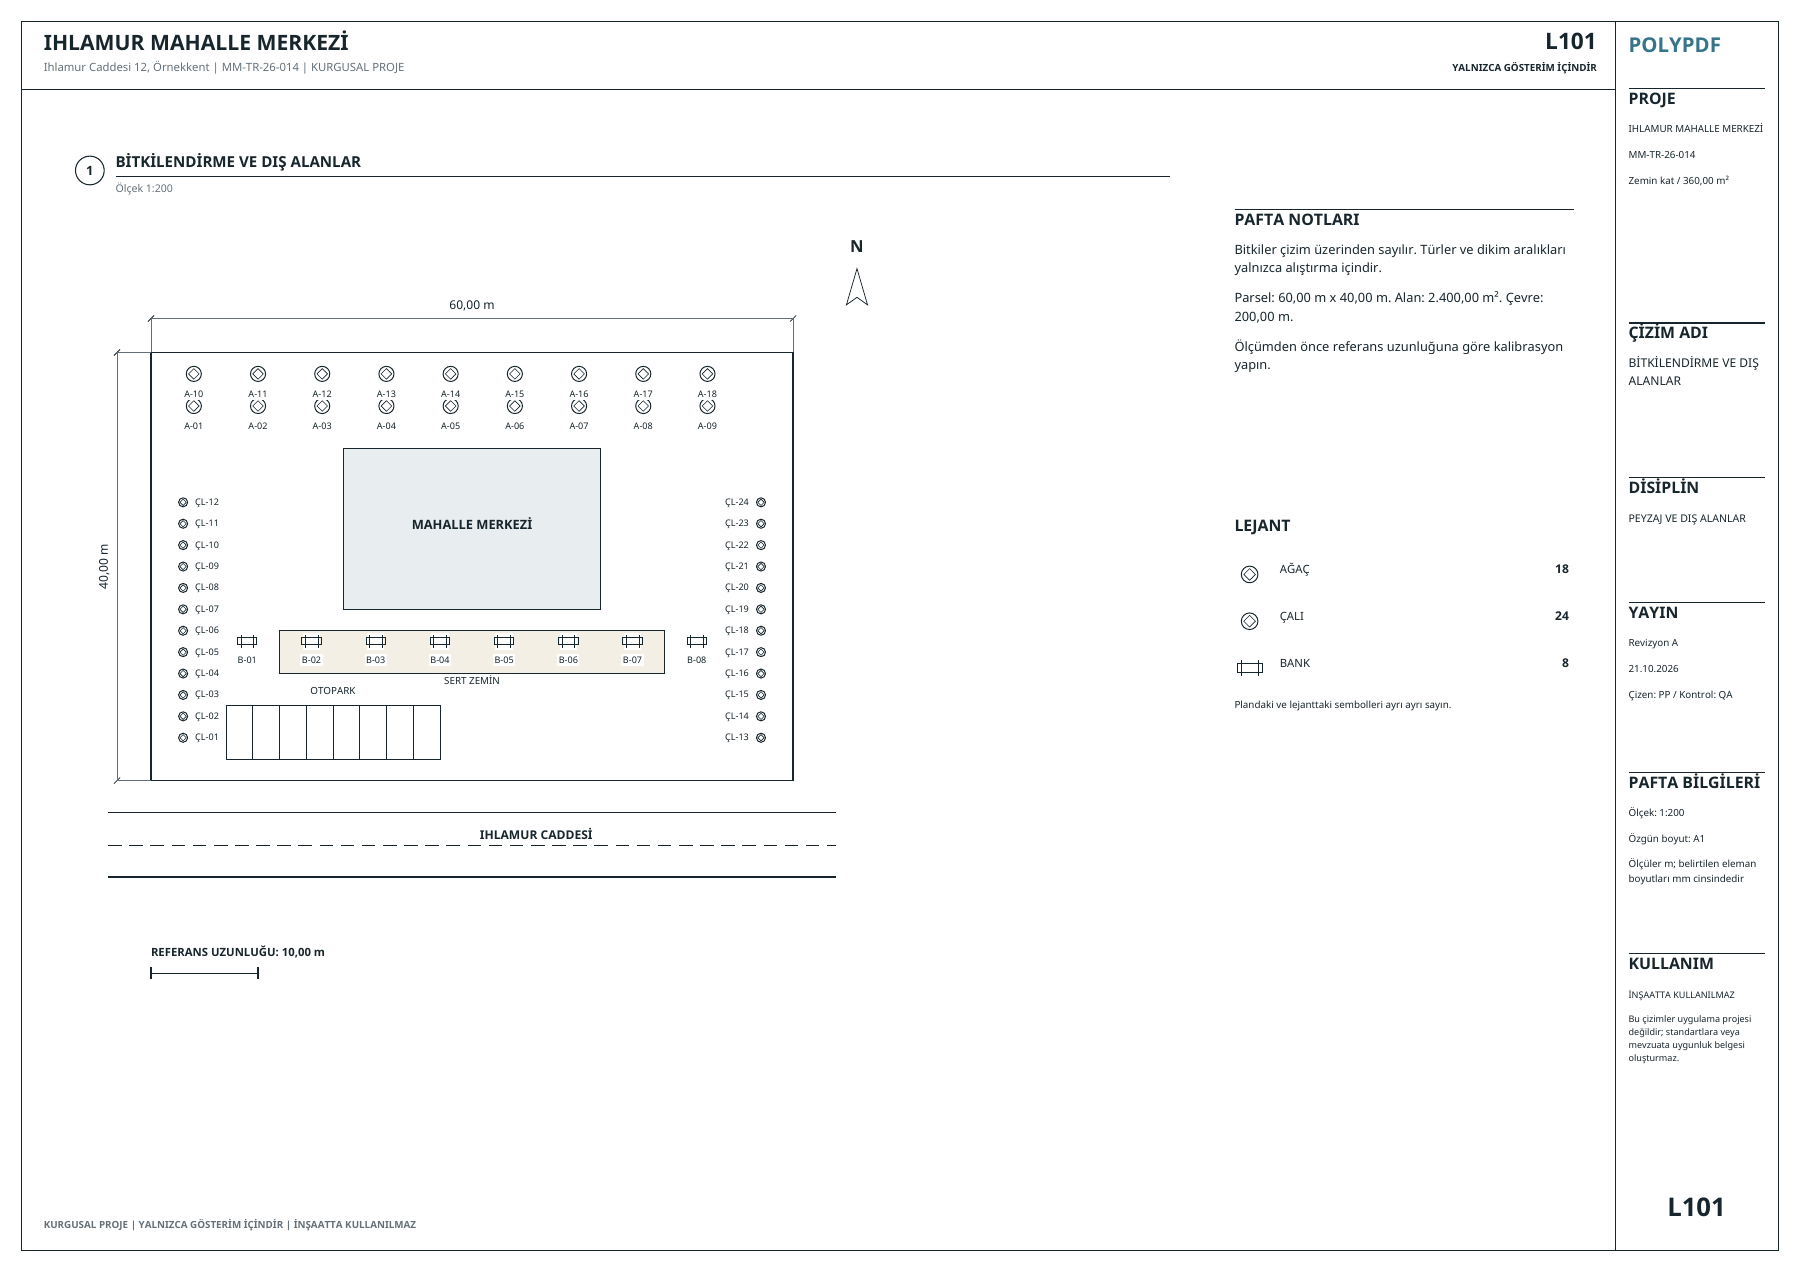 IHLAMUR MAHALLE MERKEZİ
Ihlamur Caddesi 12, Örnekkent | MM-TR-26-014 | KURGUSAL PROJE
L101
YALNIZCA GÖSTERİM İÇİNDİR
1
BİTKİLENDİRME VE DIŞ ALANLAR
Ölçek 1:200
N
60,00 m
40,00 m
A-10 A-11 A-12 A-13 A-14 A-15 A-16 A-17 A-18
A-01 A-02 A-03 A-04 A-05 A-06 A-07 A-08 A-09
MAHALLE MERKEZİ
ÇL-12
ÇL-11
ÇL-10
ÇL-09
ÇL-08
ÇL-07
ÇL-06
ÇL-05
ÇL-04
ÇL-03
ÇL-02
ÇL-01
ÇL-24
ÇL-23
ÇL-22
ÇL-21
ÇL-20
ÇL-19
ÇL-18
ÇL-17
ÇL-16
ÇL-15
ÇL-14
ÇL-13
B-01 B-02 B-03 B-04 B-05 B-06 B-07 B-08
SERT ZEMİN
OTOPARK
IHLAMUR CADDESİ
REFERANS UZUNLUĞU: 10,00 m
PAFTA NOTLARI
Bitkiler çizim üzerinden sayılır. Türler ve dikim aralıkları
yalnızca alıştırma içindir.
Parsel: 60,00 m x 40,00 m. Alan: 2.400,00 m². Çevre:
200,00 m.
Ölçümden önce referans uzunluğuna göre kalibrasyon
yapın.
LEJANT
AĞAÇ 18
ÇALI 24
BANK 8
Plandaki ve lejanttaki sembolleri ayrı ayrı sayın.
POLYPDF
PROJE
IHLAMUR MAHALLE MERKEZİ
MM-TR-26-014
Zemin kat / 360,00 m²
ÇİZİM ADI
BİTKİLENDİRME VE DIŞ
ALANLAR
DİSİPLİN
PEYZAJ VE DIŞ ALANLAR
YAYIN
Revizyon A
21.10.2026
Çizen: PP / Kontrol: QA
PAFTA BİLGİLERİ
Ölçek: 1:200
Özgün boyut: A1
Ölçüler m; belirtilen eleman
boyutları mm cinsindedir
KULLANIM
İNŞAATTA KULLANILMAZ
Bu çizimler uygulama projesi
değildir; standartlara veya
mevzuata uygunluk belgesi
oluşturmaz.
L101
KURGUSAL PROJE | YALNIZCA GÖSTERİM İÇİNDİR | İNŞAATTA KULLANILMAZ